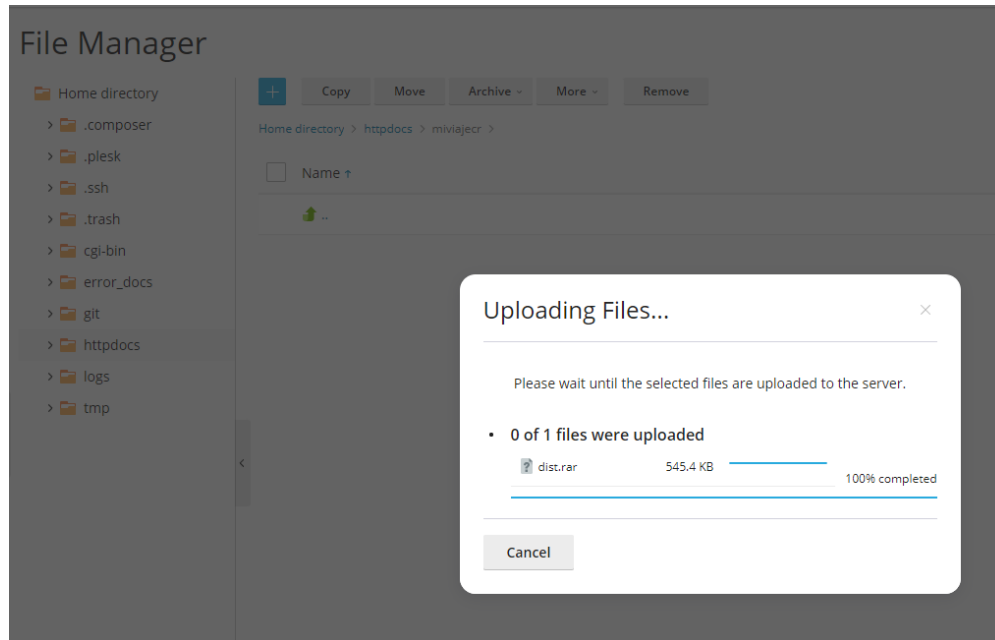 File Manager
Home directory
.composer
.plesk
.ssh
.trash
cgi-bin
error_docs
git
httpdocs
logs
tmp
+ Copy Move Archive More Remove
Home directory > httpdocs > miviajecr >
Name ↑
..
Uploading Files... ×
Please wait until the selected files are uploaded to the server.
• 0 of 1 files were uploaded
? dist.rar 545.4 KB
100% completed
Cancel